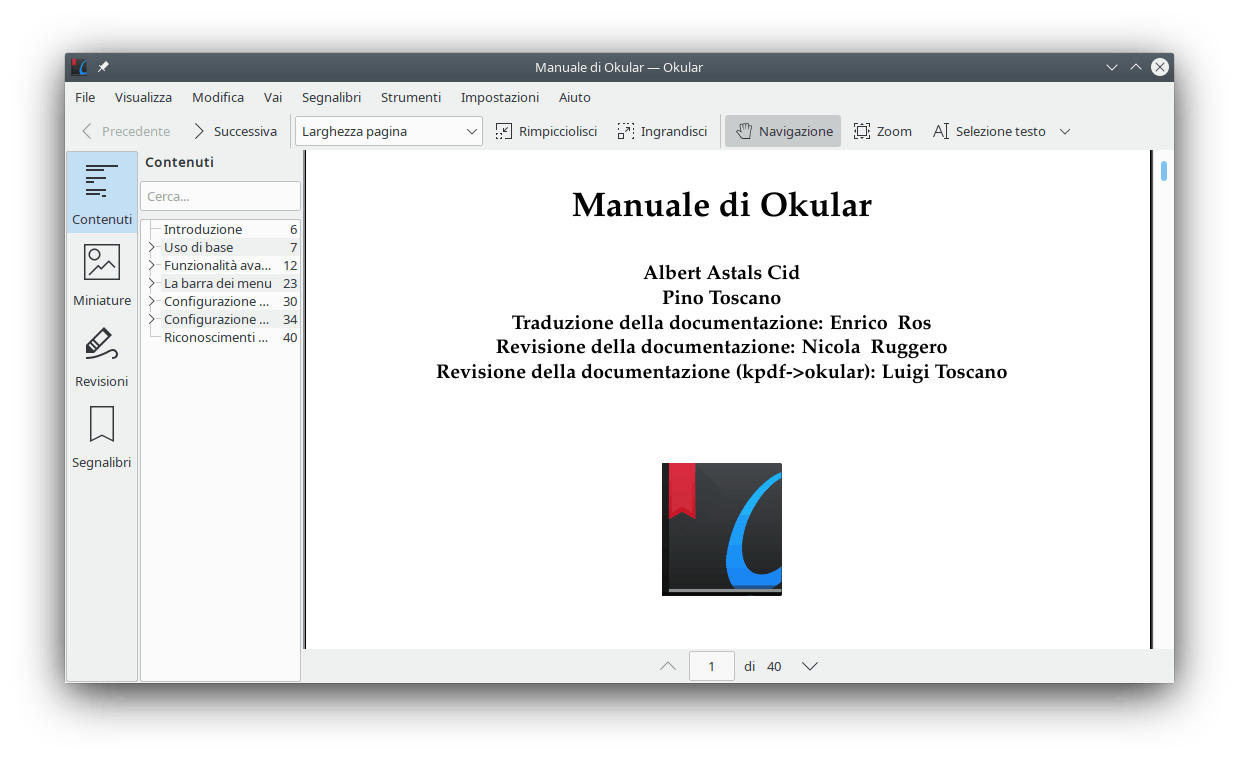 Manuale di Okular — Okular
File Visualizza Modifica Vai Segnalibri Strumenti Impostazioni Aiuto
Precedente Successiva Larghezza pagina Rimpicciolisci Ingrandisci Navigazione Zoom Selezione testo
Contenuti
Miniature
Revisioni
Segnalibri
Contenuti
Cerca...
Introduzione 6
Uso di base 7
Funzionalità ava... 12
La barra dei menu 23
Configurazione ... 30
Configurazione ... 34
Riconoscimenti ... 40
Manuale di Okular
Albert Astals Cid
Pino Toscano
Traduzione della documentazione: Enrico Ros
Revisione della documentazione: Nicola Ruggero
Revisione della documentazione (kpdf->okular): Luigi Toscano
1 di 40